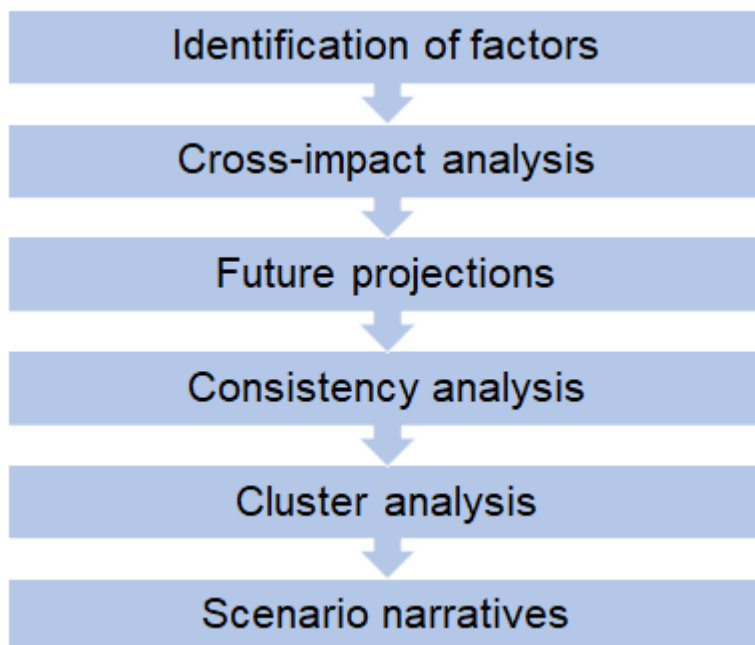 Identification of factors
Cross-impact analysis
Future projections
Consistency analysis
Cluster analysis
Scenario narratives